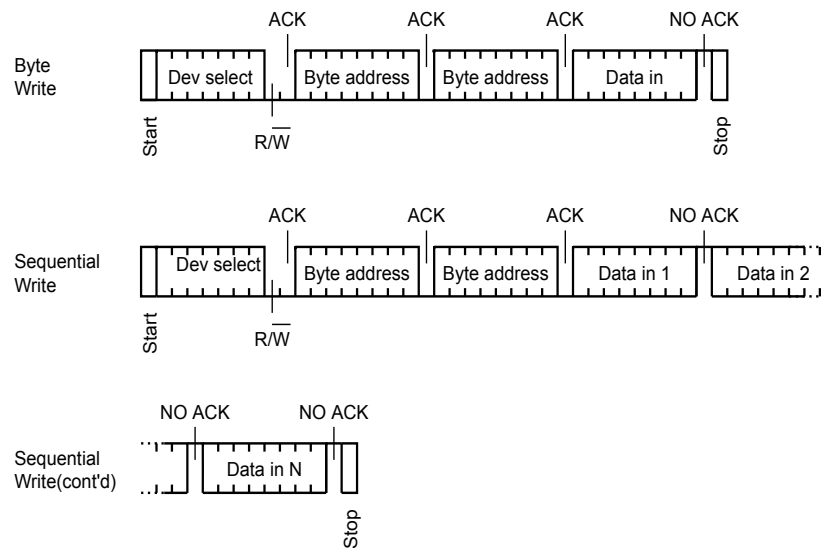 ACK ACK ACK NO ACK
Byte
Write
Dev select Byte address Byte address Data in
Start R/W Stop
ACK ACK ACK NO ACK
Sequential
Write
Dev select Byte address Byte address Data in 1 Data in 2
Start R/W
NO ACK NO ACK
Sequential
Write(cont'd)
Data in N
Stop